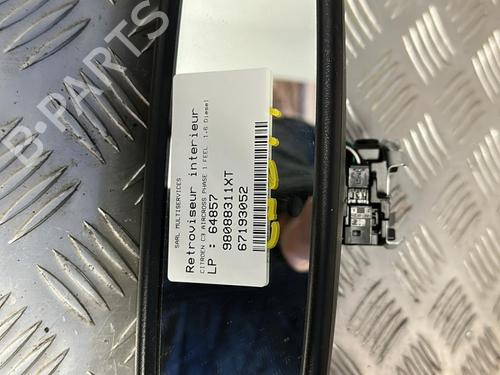 SARL MULTISERVICES
Retroviseur interieur
CITROEN C3 AIRCROSS PHASE 1 FEEL 1-6 Diesel
LP : 64857
98088311XT
67193052
B-PARTS